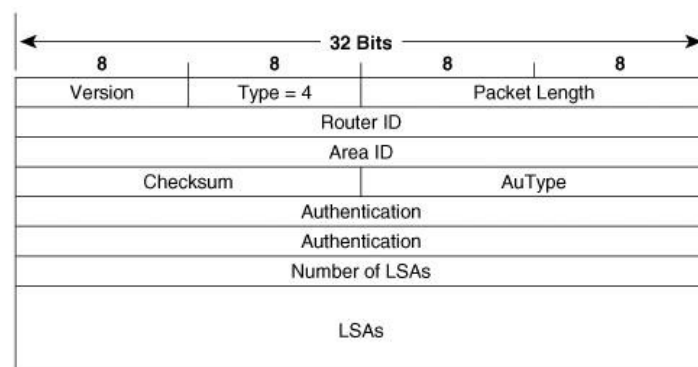 32 Bits
8 8 8 8
Version Type = 4 Packet Length
Router ID
Area ID
Checksum AuType
Authentication
Authentication
Number of LSAs
LSAs